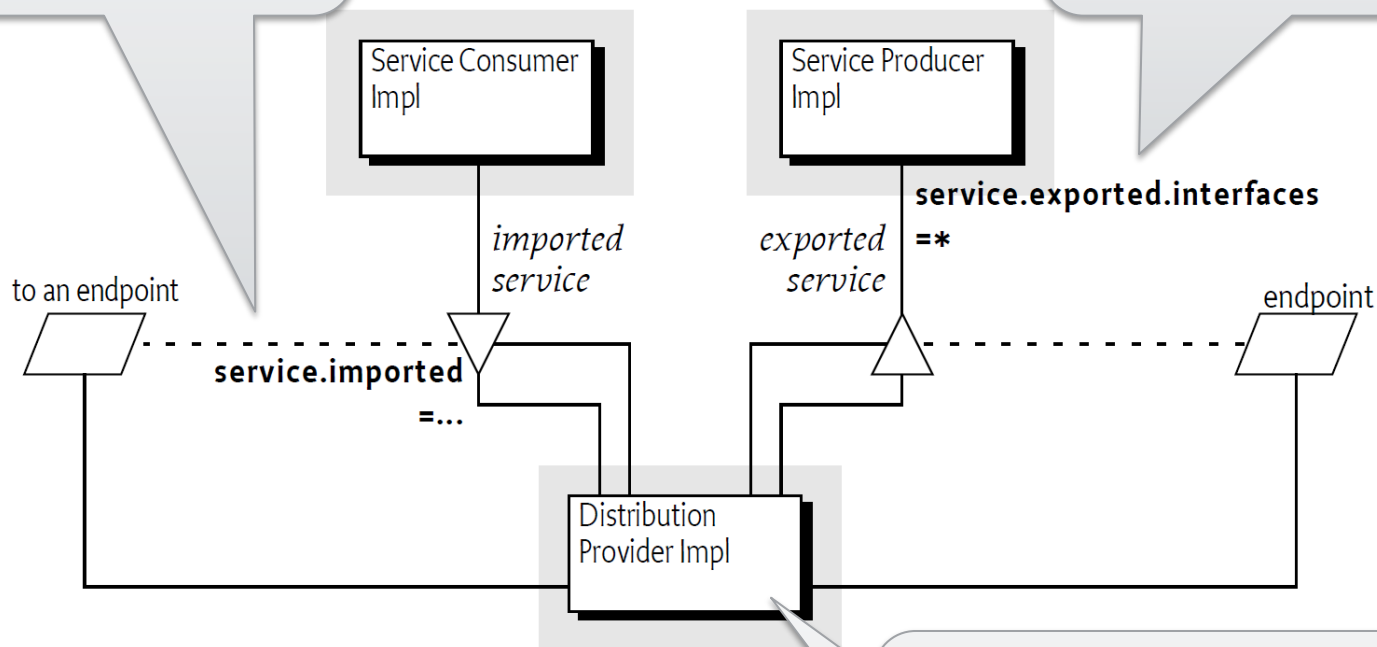 Service Consumer
Impl
Service Producer
Impl
service.exported.interfaces
=*
imported
service
exported
service
to an endpoint
endpoint
service.imported
=...
Distribution
Provider Impl